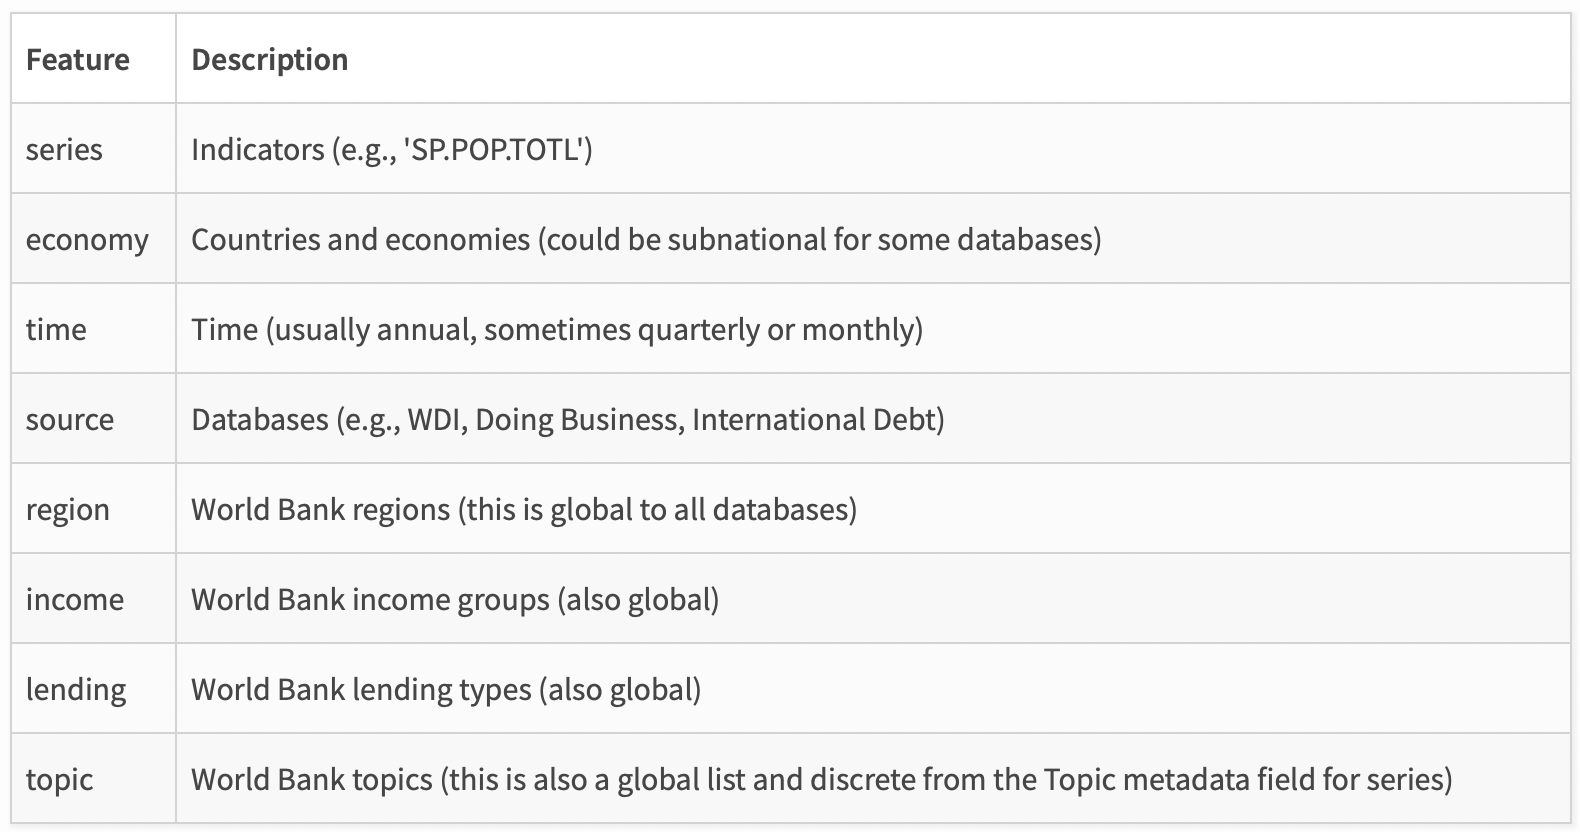 Feature Description
series Indicators (e.g., 'SP.POP.TOTL')
economy Countries and economies (could be subnational for some databases)
time Time (usually annual, sometimes quarterly or monthly)
source Databases (e.g., WDI, Doing Business, International Debt)
region World Bank regions (this is global to all databases)
income World Bank income groups (also global)
lending World Bank lending types (also global)
topic World Bank topics (this is also a global list and discrete from the Topic metadata field for series)